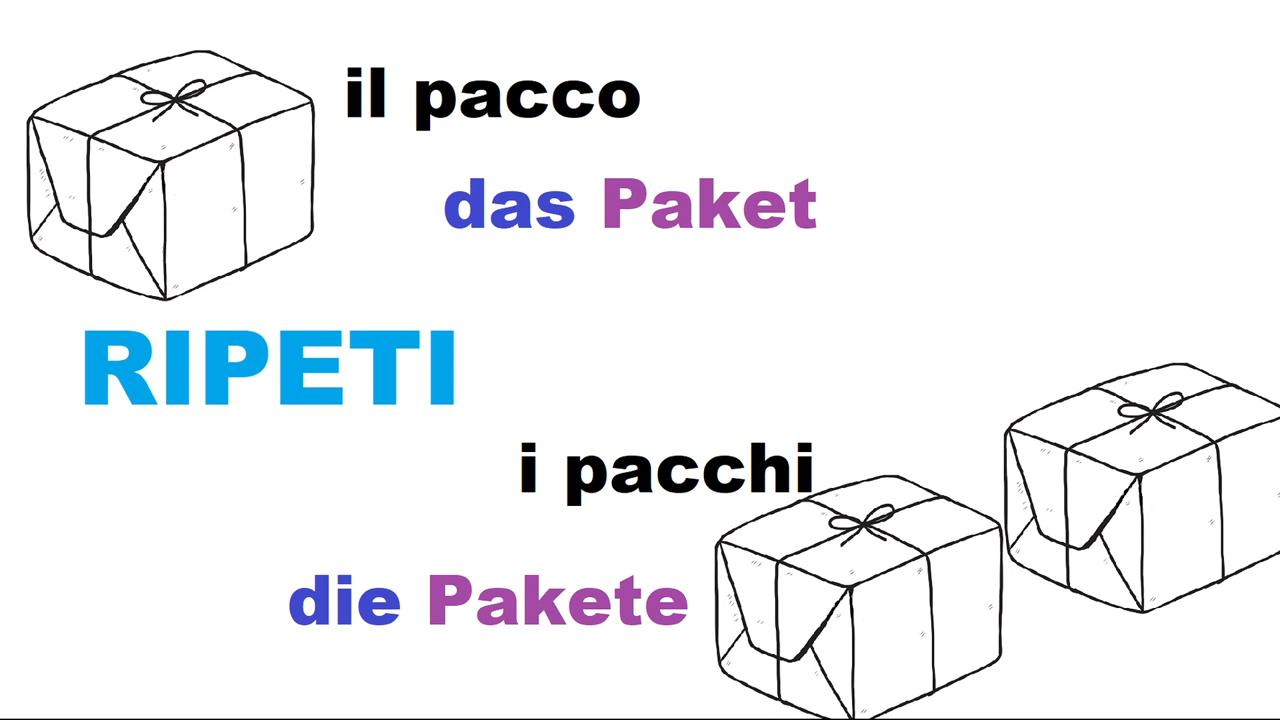 il pacco
das Paket
RIPETI
i pacchi
die Pakete